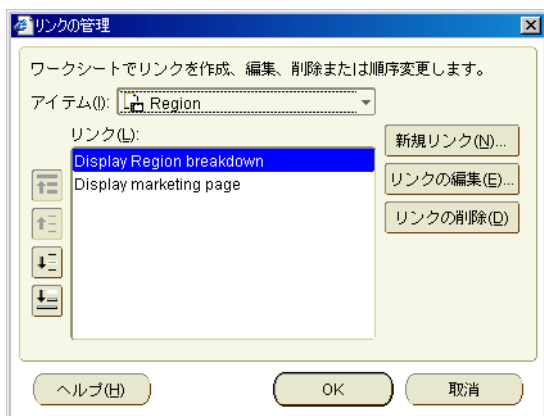 リンクの管理
ワークシートでリンクを作成、編集、削除または順序変更します。
アイテム(I): Region
リンク(L):
Display Region breakdown
Display marketing page
新規リンク(N)...
リンクの編集(E)...
リンクの削除(D)
ヘルプ(H)
OK
取消